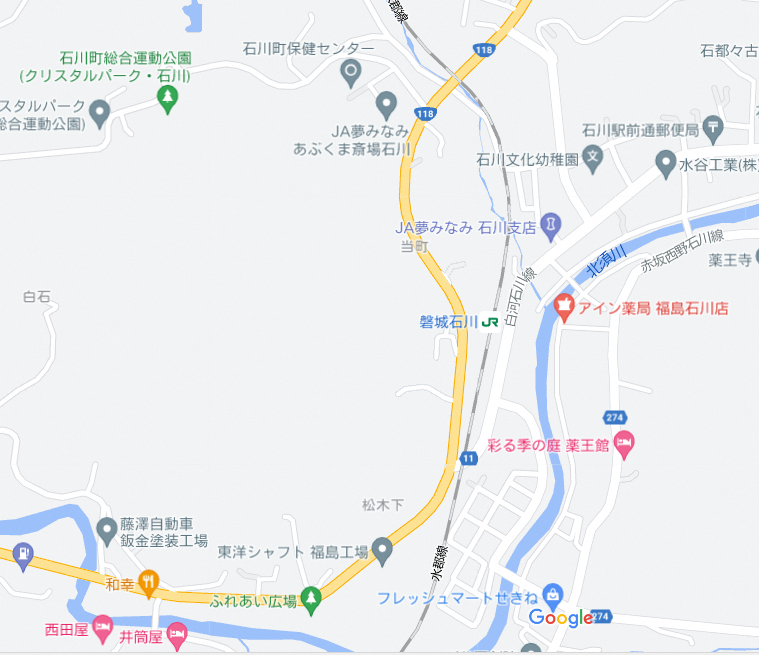 水郡線
118
石川町総合運動公園
(クリスタルパーク・石川)
石川町保健センター
石都々古
スタルパーク
総合運動公園)
118
JA夢みなみ
あぶくま斎場石川
石川駅前通郵便局
石川文化幼稚園
文
水谷工業(株)
JA夢みなみ 石川支店
当町
北須川
赤坂西野石川線
薬王寺
白河石川線
白石
磐城石川
JR
アイン薬局 福島石川店
274
彩る季の庭 薬王館
11
松木下
藤澤自動車
鈑金塗装工場
東洋シャフト 福島工場
水郡線
和幸
ふれあい広場
フレッシュマートせきね
Google
274
西田屋
井筒屋